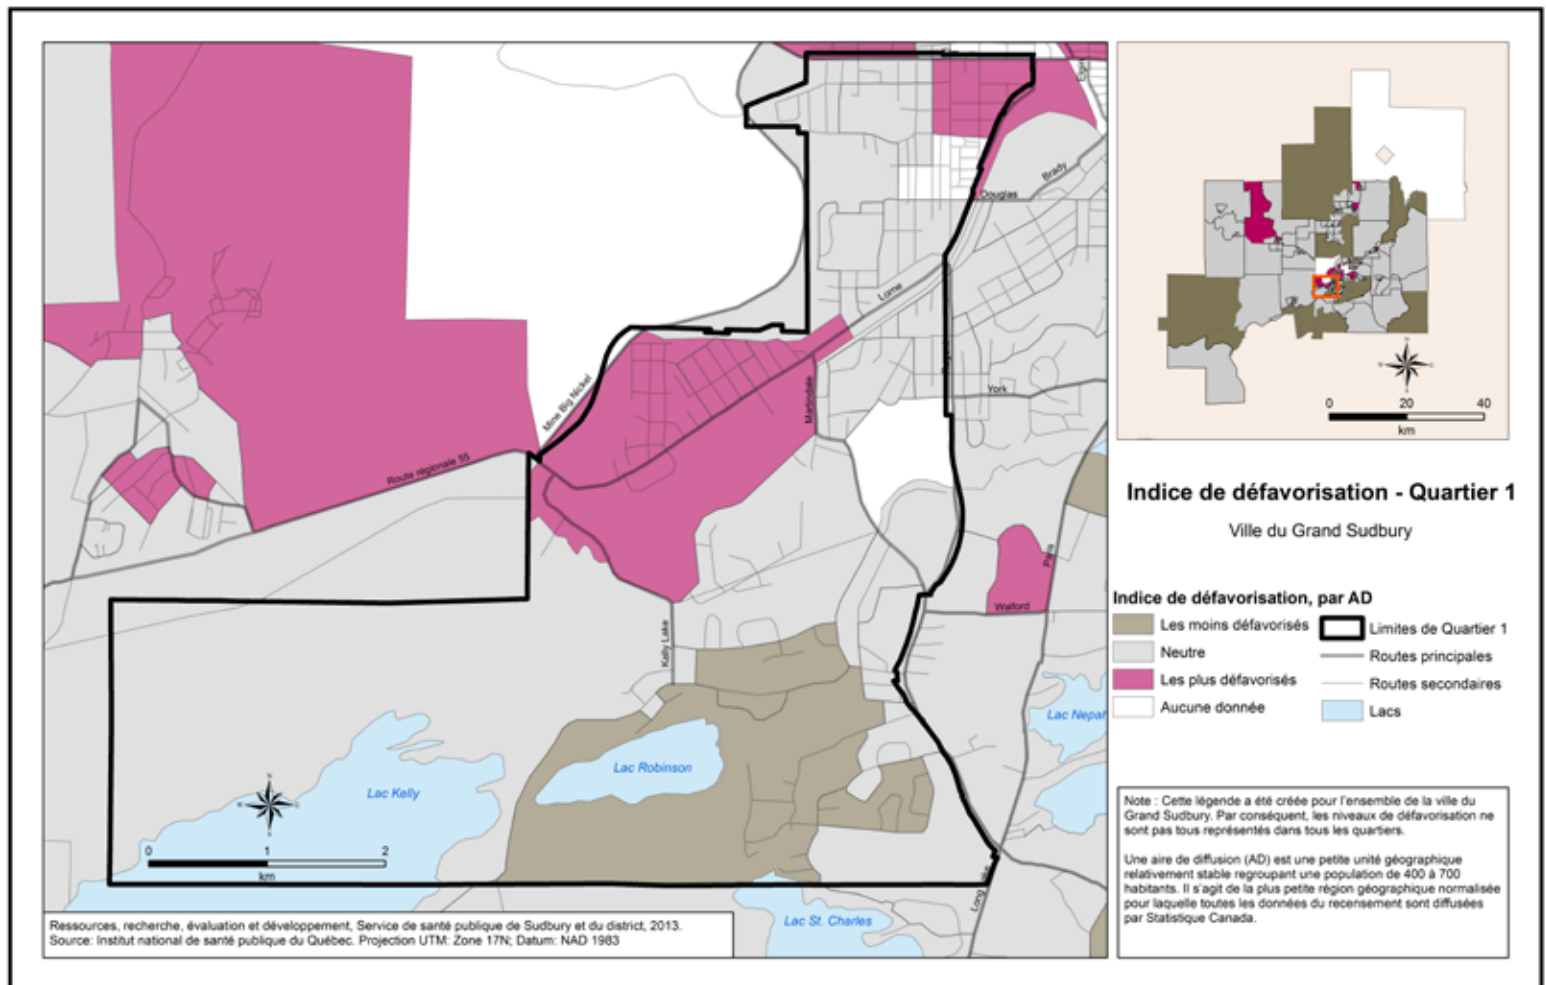 Elgin
Brady
Douglas
Lorne
York
Martindale
Mine Big Nickel
Route régionale 55
Paris
Walford
Kelly Lake
Lac Nepah
Lac Robinson
Lac Kelly
N
W
E
S
0 1 2
km
Long
Lac St. Charles
Ressources, recherche, évaluation et développement, Service de santé publique de Sudbury et du district, 2013.
Source: Institut national de santé publique du Québec. Projection UTM: Zone 17N; Datum: NAD 1983
N
W
E
S
0 20 40
km
Indice de défavorisation - Quartier 1
Ville du Grand Sudbury
Indice de défavorisation, par AD
Les moins défavorisés
Neutre
Les plus défavorisés
Aucune donnée
Limites de Quartier 1
Routes principales
Routes secondaires
Lacs
Note : Cette légende a été créée pour l'ensemble de la ville du
Grand Sudbury. Par conséquent, les niveaux de défavorisation ne
sont pas tous représentés dans tous les quartiers.
Une aire de diffusion (AD) est une petite unité géographique
relativement stable regroupant une population de 400 à 700
habitants. Il s'agit de la plus petite région géographique normalisée
pour laquelle toutes les données du recensement sont diffusées
par Statistique Canada.